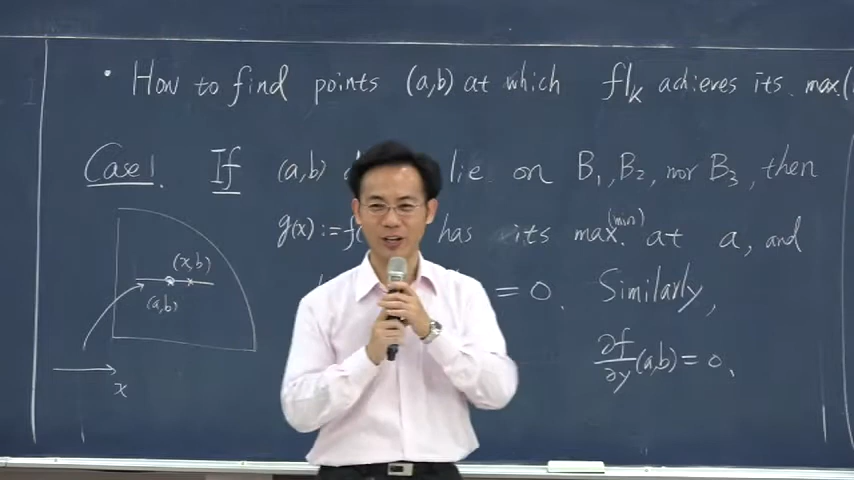 • How to find points (a,b) at which f|K achieves its max.(
Case 1. If (a,b) d lie on B₁, B₂, nor B₃, then
g(x) := f( has its max.(min) at a, and
= 0. Similarly,
∂f/∂y (a,b) = 0.
(x,b)
(a,b)
x